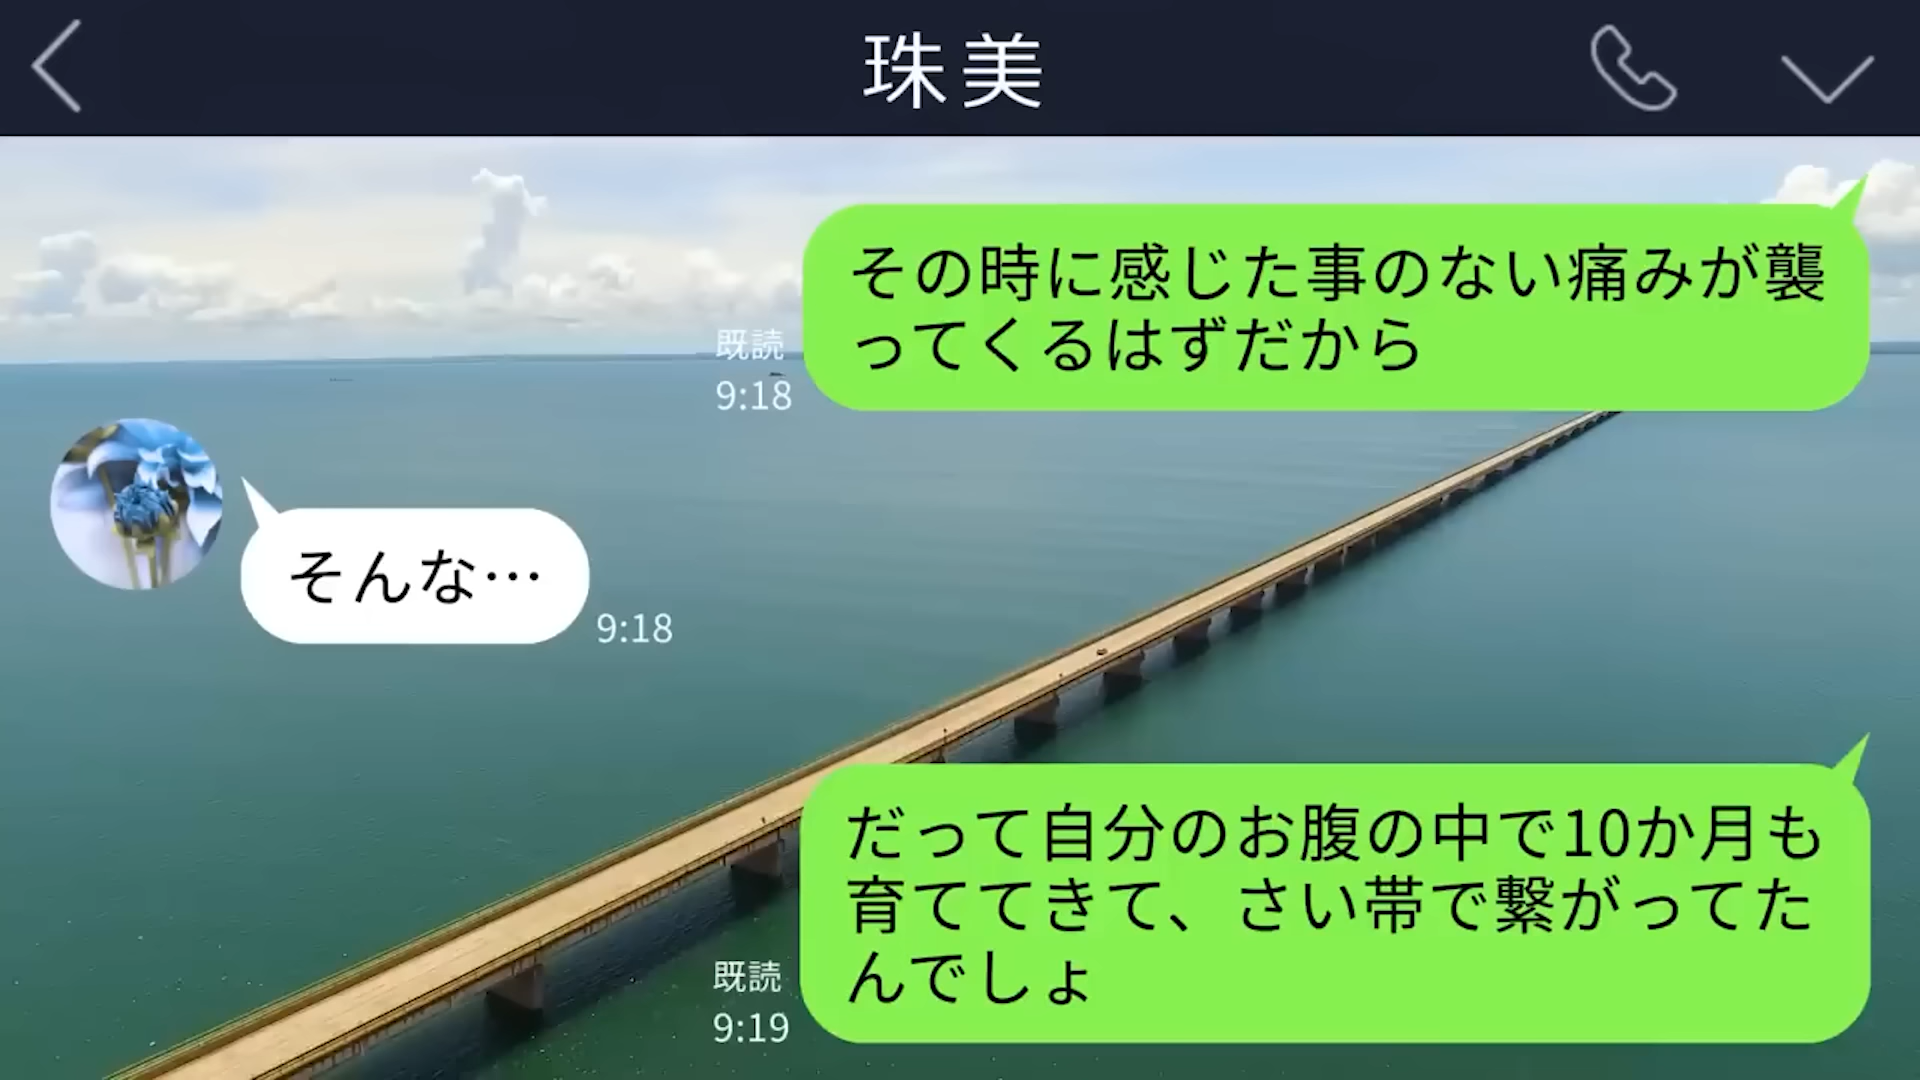 珠美
その時に感じた事のない痛みが襲
ってくるはずだから
既読
9:18
そんな…
9:18
だって自分のお腹の中で10か月も
育ててきて、さい帯で繋がってた
んでしょ
既読
9:19